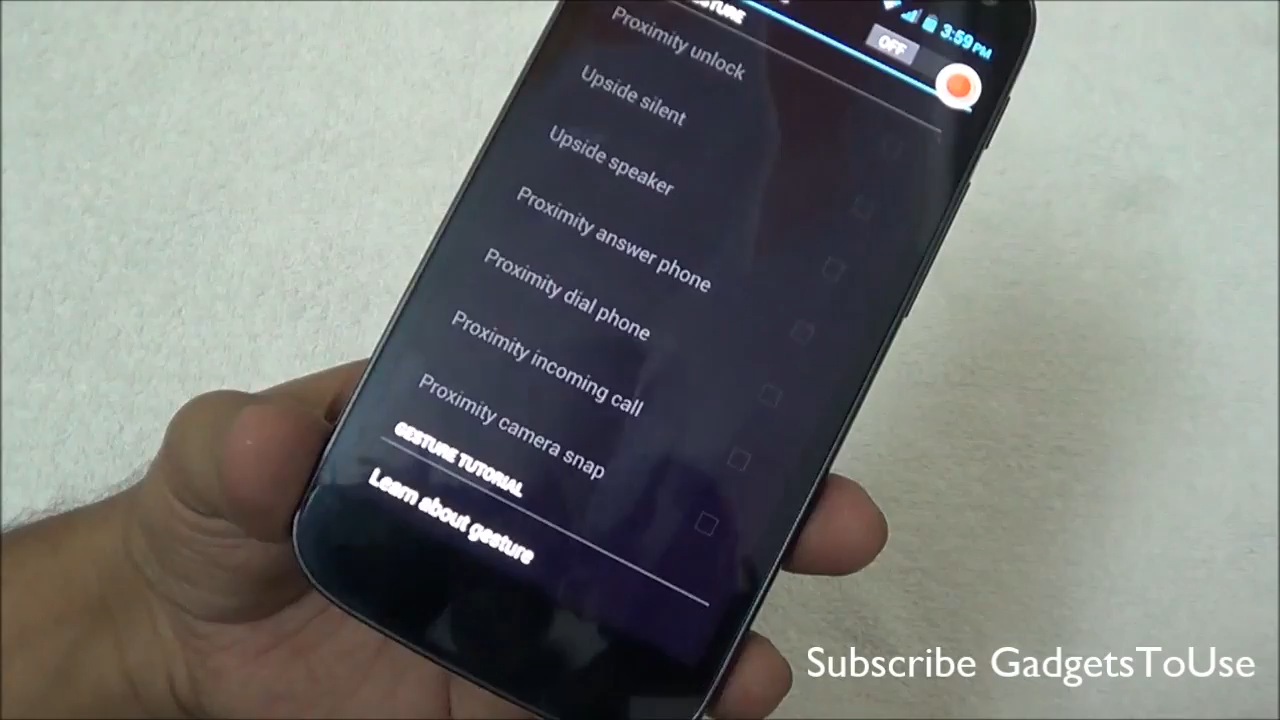 3:59 PM
OFF
Proximity unlock
Upside silent
Upside speaker
Proximity answer phone
Proximity dial phone
Proximity incoming call
Proximity camera snap
GESTURE TUTORIAL
Learn about gesture
Subscribe GadgetsToUse